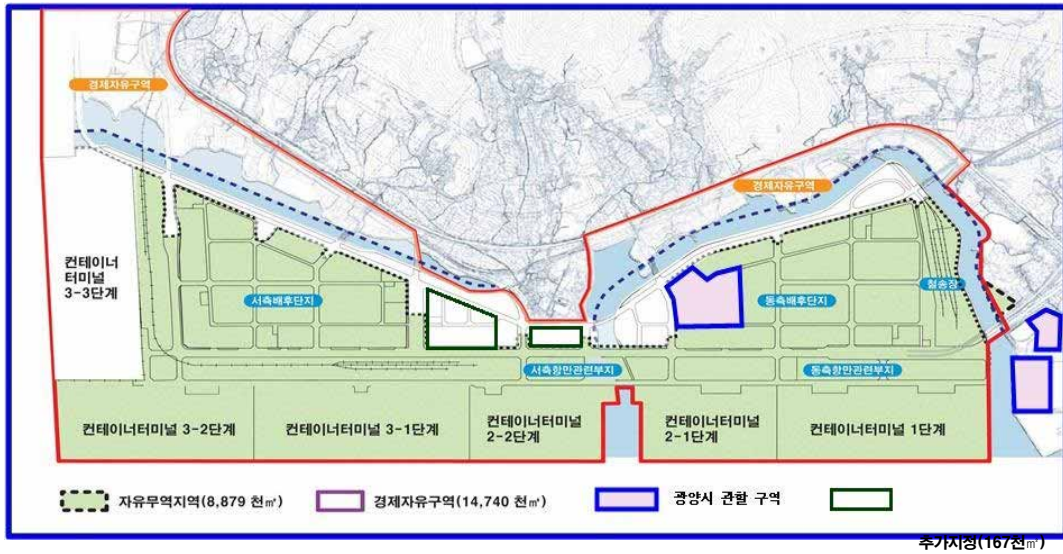 경제자유구역
경제자유구역
컨테이너
터미널
3-3단계
서측배후단지
동측배후단지
철송장
서측항만관련부지
동측항만관련부지
컨테이너터미널 3-2단계
컨테이너터미널 3-1단계
컨테이너터미널
2-2단계
컨테이너터미널
2-1단계
컨테이너터미널 1단계
자유무역지역(8,879 천㎡)
경제자유구역(14,740 천㎡)
광양시 관할 구역
추가지정(167천㎡)